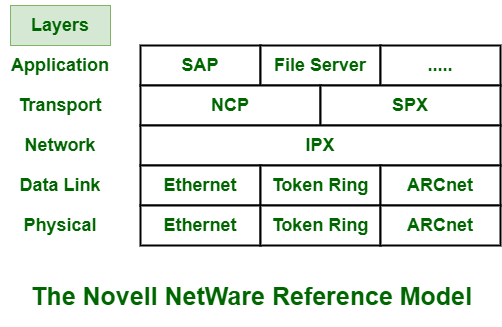 Layers
Application SAP File Server .....
Transport NCP SPX
Network IPX
Data Link Ethernet Token Ring ARCnet
Physical Ethernet Token Ring ARCnet
The Novell NetWare Reference Model